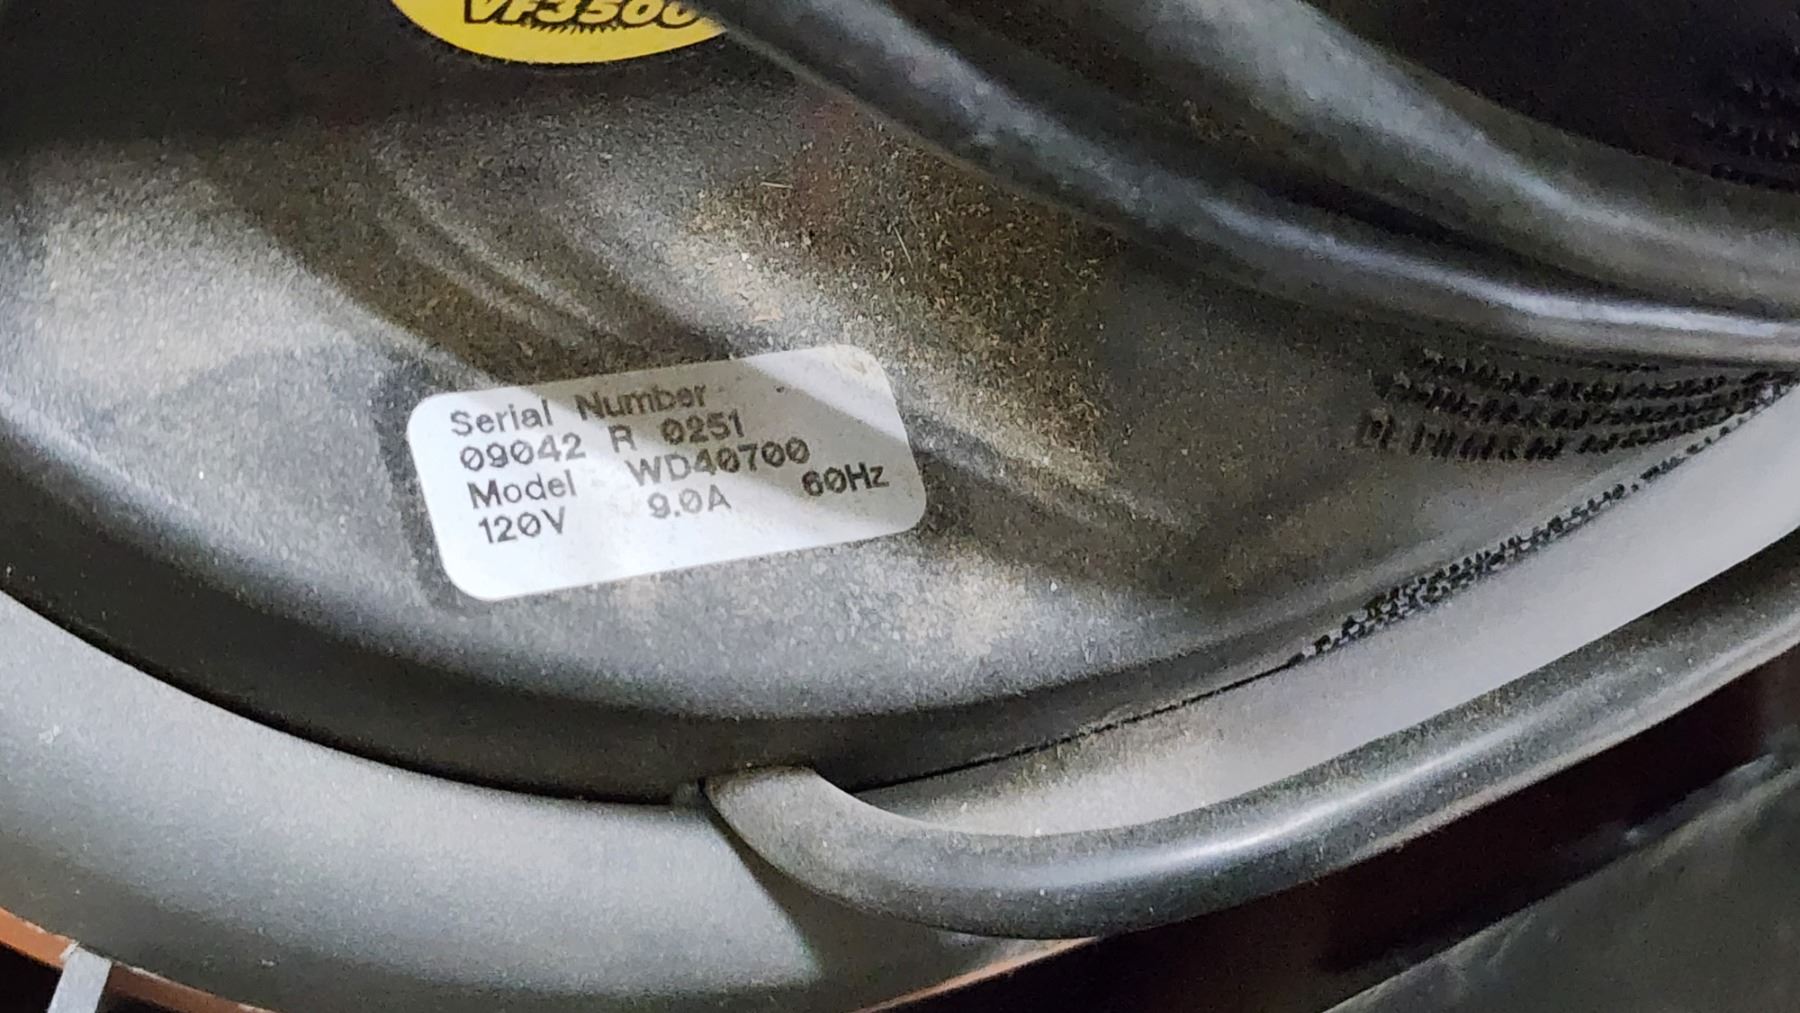 VF3500
Serial Number
09042 R 0251
Model WD40700
120V 9.0A 60Hz